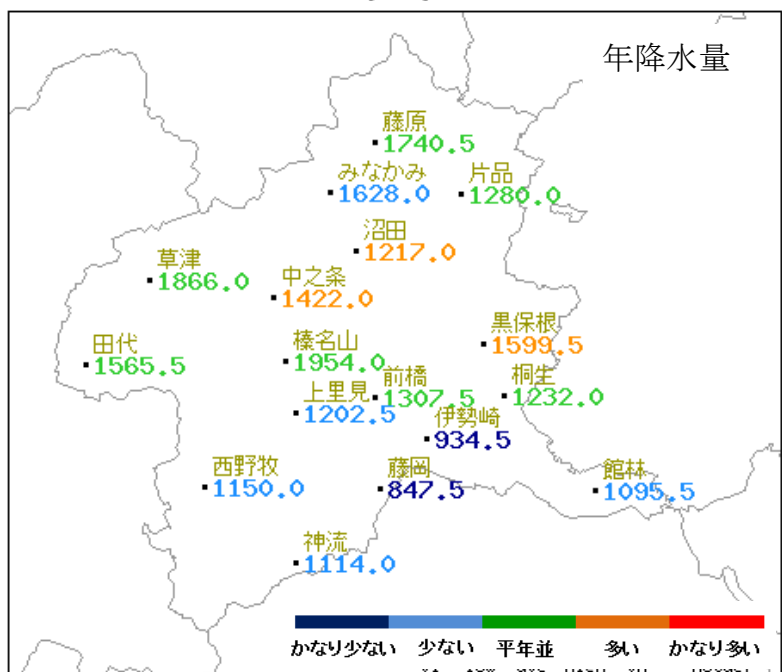 年降水量
藤原
1740.5
みなかみ
1628.0
片品
1280.0
沼田
1217.0
草津
1866.0
中之条
1422.0
黒保根
1599.5
田代
1565.5
榛名山
1954.0
前橋
1307.5
桐生
1232.0
上里見
1202.5
伊勢崎
934.5
西野牧
1150.0
藤岡
847.5
館林
1095.5
神流
1114.0
かなり少ない 少ない 平年並 多い かなり多い